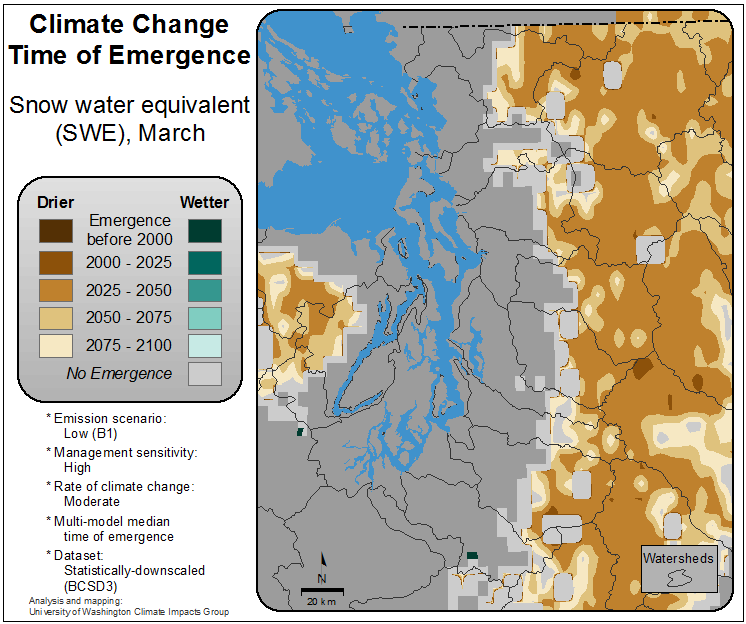 Climate Change
Time of Emergence
Snow water equivalent
(SWE), March
Drier
Wetter
Emergence
before 2000
2000 - 2025
2025 - 2050
2050 - 2075
2075 - 2100
No Emergence
* Emission scenario:
Low (B1)
* Management sensitivity:
High
* Rate of climate change:
Moderate
* Multi-model median
time of emergence
* Dataset:
Statistically-downscaled
(BCSD3)
Analysis and mapping:
University of Washington Climate Impacts Group
N
20 km
Watersheds